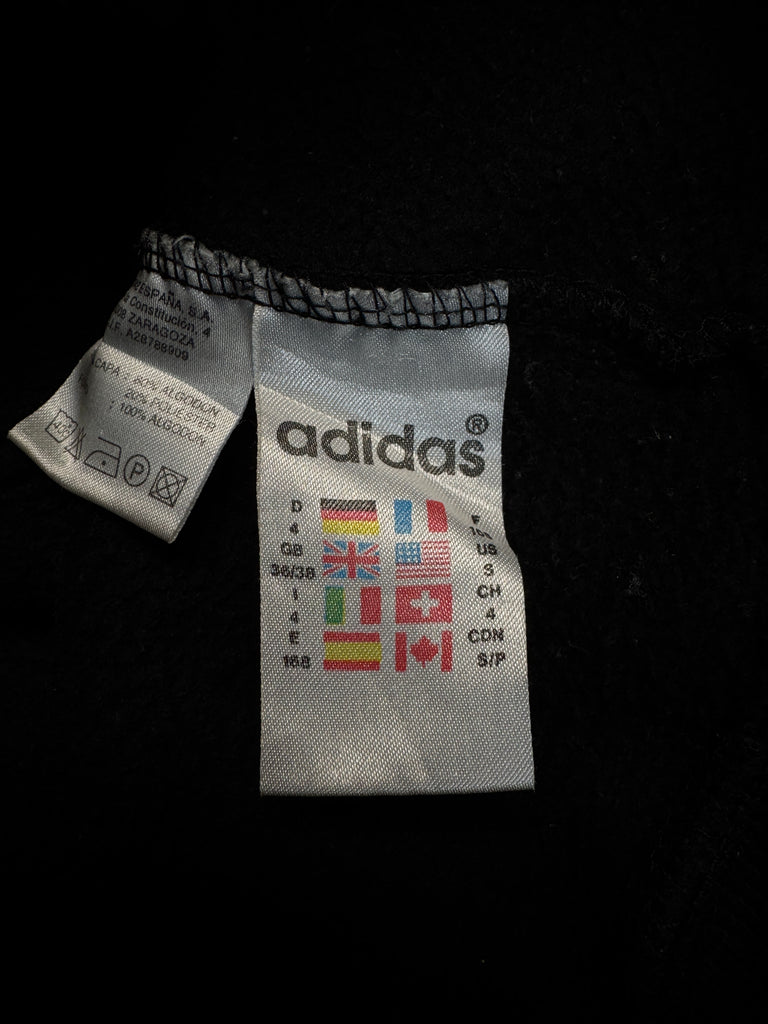 ESPAÑA, S.A.
Constitución, 4
ZARAGOZA
A28788909
CAPA : 80% ALGODON
20% POLIESTER
: 100% ALGODON
P
adidas®
D F
4
GB US
36/38 S
I CH
4 4
E CDN
168 S/P